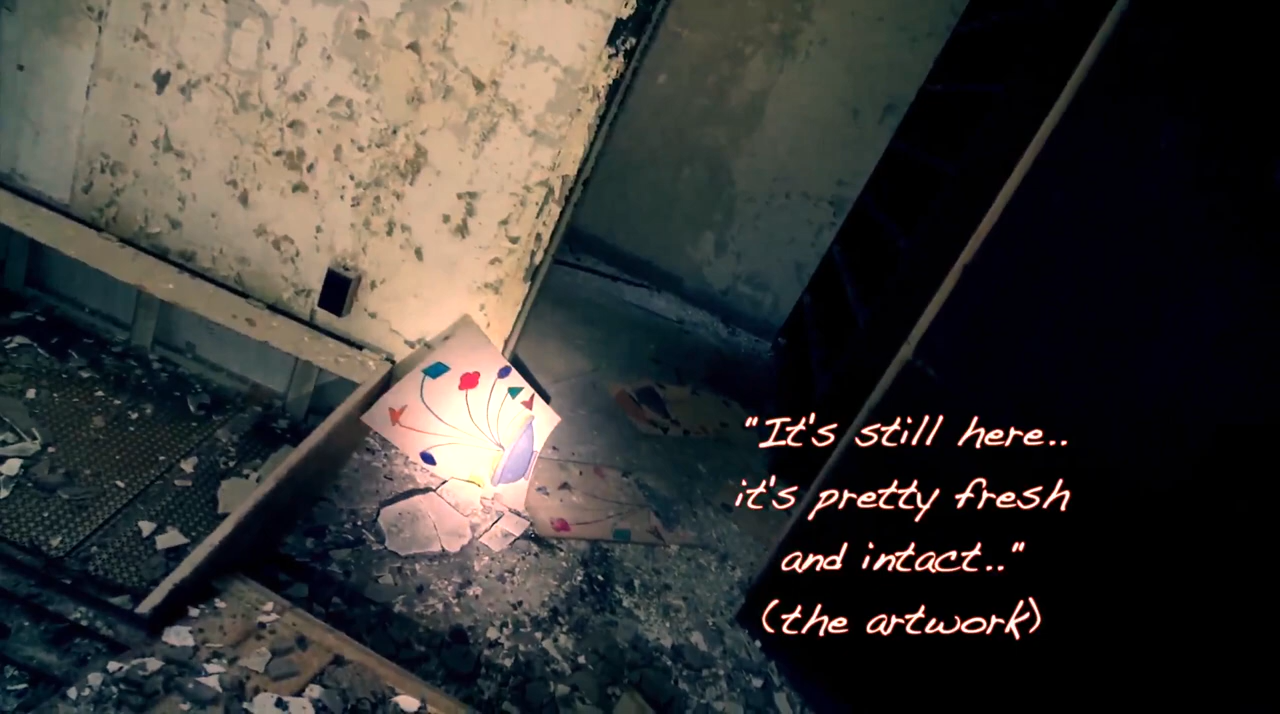 "It's still here..
it's pretty fresh
and intact.."
(the artwork)